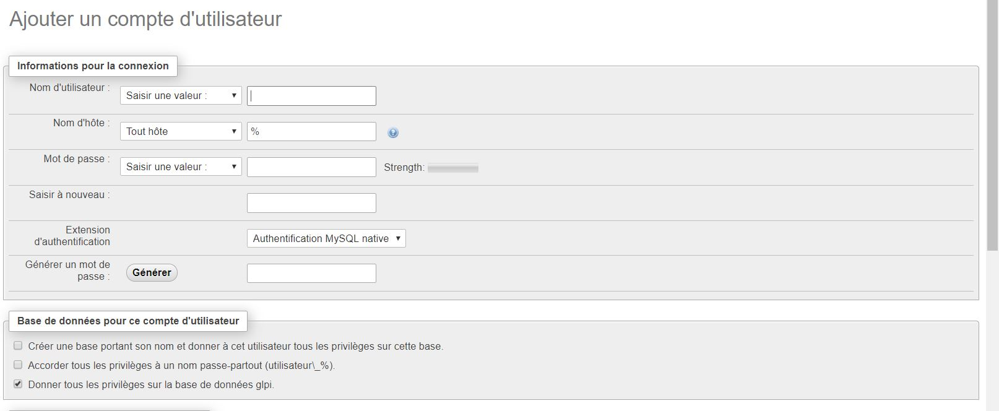 Ajouter un compte d'utilisateur
Informations pour la connexion
Nom d'utilisateur : Saisir une valeur :
Nom d'hôte : Tout hôte %
Mot de passe : Saisir une valeur : Strength:
Saisir à nouveau :
Extension
d'authentification Authentification MySQL native
Générer un mot de
passe : Générer
Base de données pour ce compte d'utilisateur
Créer une base portant son nom et donner à cet utilisateur tous les privilèges sur cette base.
Accorder tous les privilèges à un nom passe-partout (utilisateur\_%).
Donner tous les privilèges sur la base de données glpi.